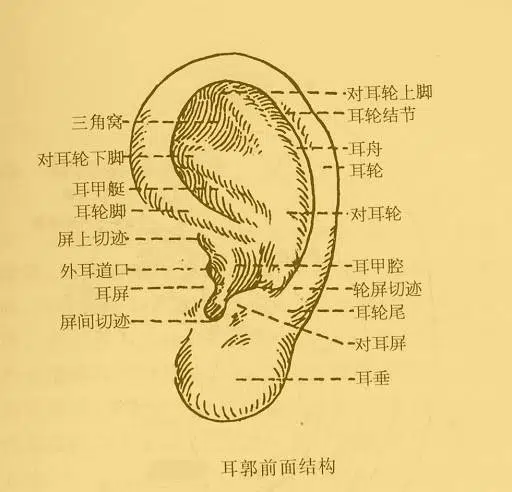 三角窝
对耳轮下脚
耳甲艇
耳轮脚
屏上切迹
外耳道口
耳屏
屏间切迹
对耳轮上脚
耳轮结节
耳舟
耳轮
对耳轮
耳甲腔
轮屏切迹
耳轮尾
对耳屏
耳垂
耳郭前面结构